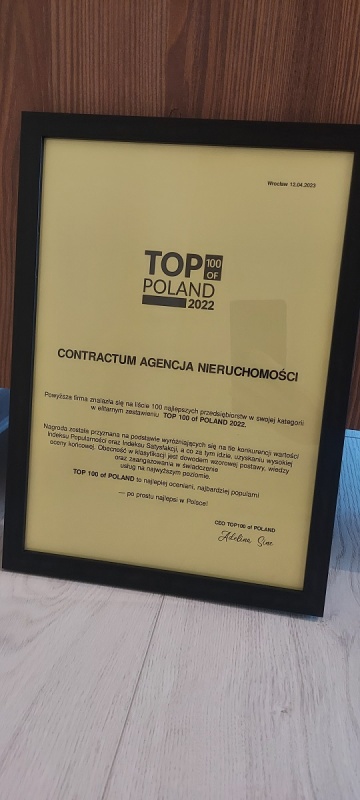 Wrocław 13.04.2023
TOP 100
OF
POLAND
2022
CONTRACTUM AGENCJA NIERUCHOMOŚCI
Powyższa firma znalazła się na liście 100 najlepszych przedsiębiorstw w swojej kategorii
w elitarnym zestawieniu TOP 100 of POLAND 2022.
Nagroda została przyznana na podstawie wyróżniających się na tle konkurencji wartości
Indeksu Popularności oraz Indeksu Satysfakcji, a co za tym idzie, uzyskaniu wysokiej
oceny końcowej. Obecność w klasyfikacji jest dowodem wzorowej postawy, wiedzy
oraz zaangażowania w świadczenie
usług na najwyższym poziomie.
TOP 100 of POLAND to najlepiej oceniani, najbardziej popularni
— po prostu najlepsi w Polsce!
CEO TOP100 of POLAND
Adelina